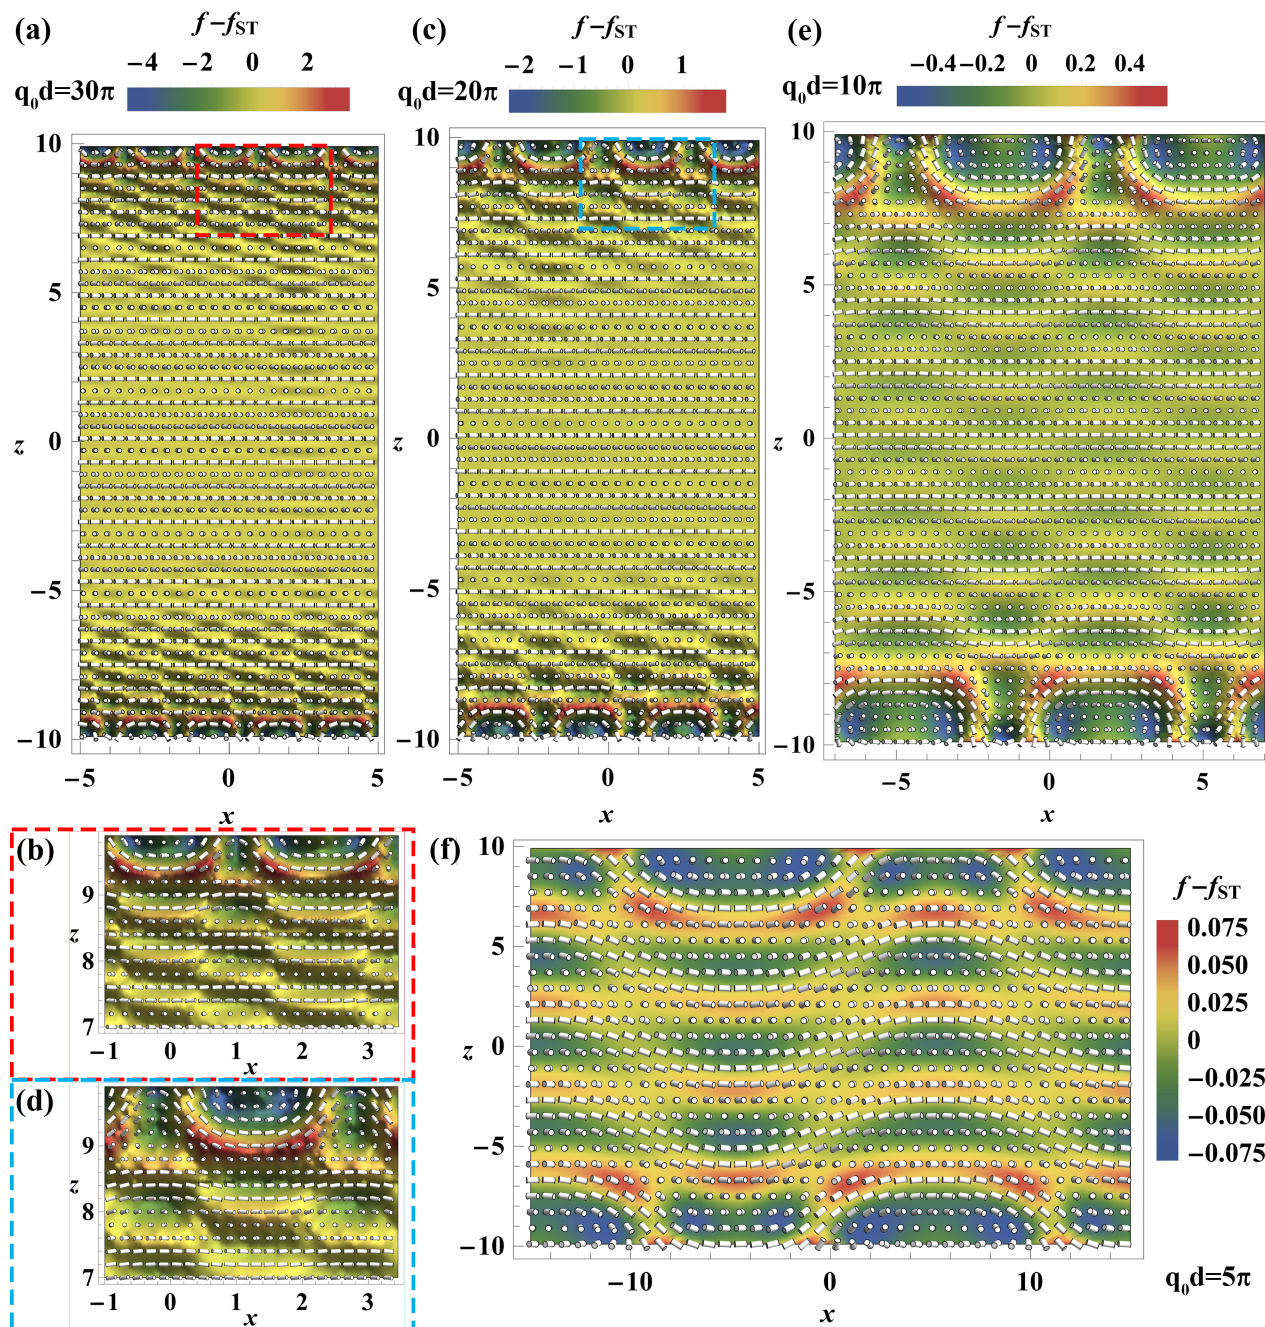 (a)
f−f_ST
−4 −2 0 2
q₀d=30π
10
5
0
−5
−10
z
−5 0 5
x
(c)
f−f_ST
−2 −1 0 1
q₀d=20π
10
5
0
−5
−10
z
−5 0 5
x
(e)
f−f_ST
−0.4 −0.2 0 0.2 0.4
q₀d=10π
10
5
0
−5
−10
z
−5 0 5
x
(b)
9
z
8
7
−1 0 1 2 3
x
(d)
9
z
8
7
−1 0 1 2 3
x
(f)
10
5
0
−5
−10
z
−10 0 10
x
f−f_ST
0.075
0.050
0.025
0
−0.025
−0.050
−0.075
q₀d=5π